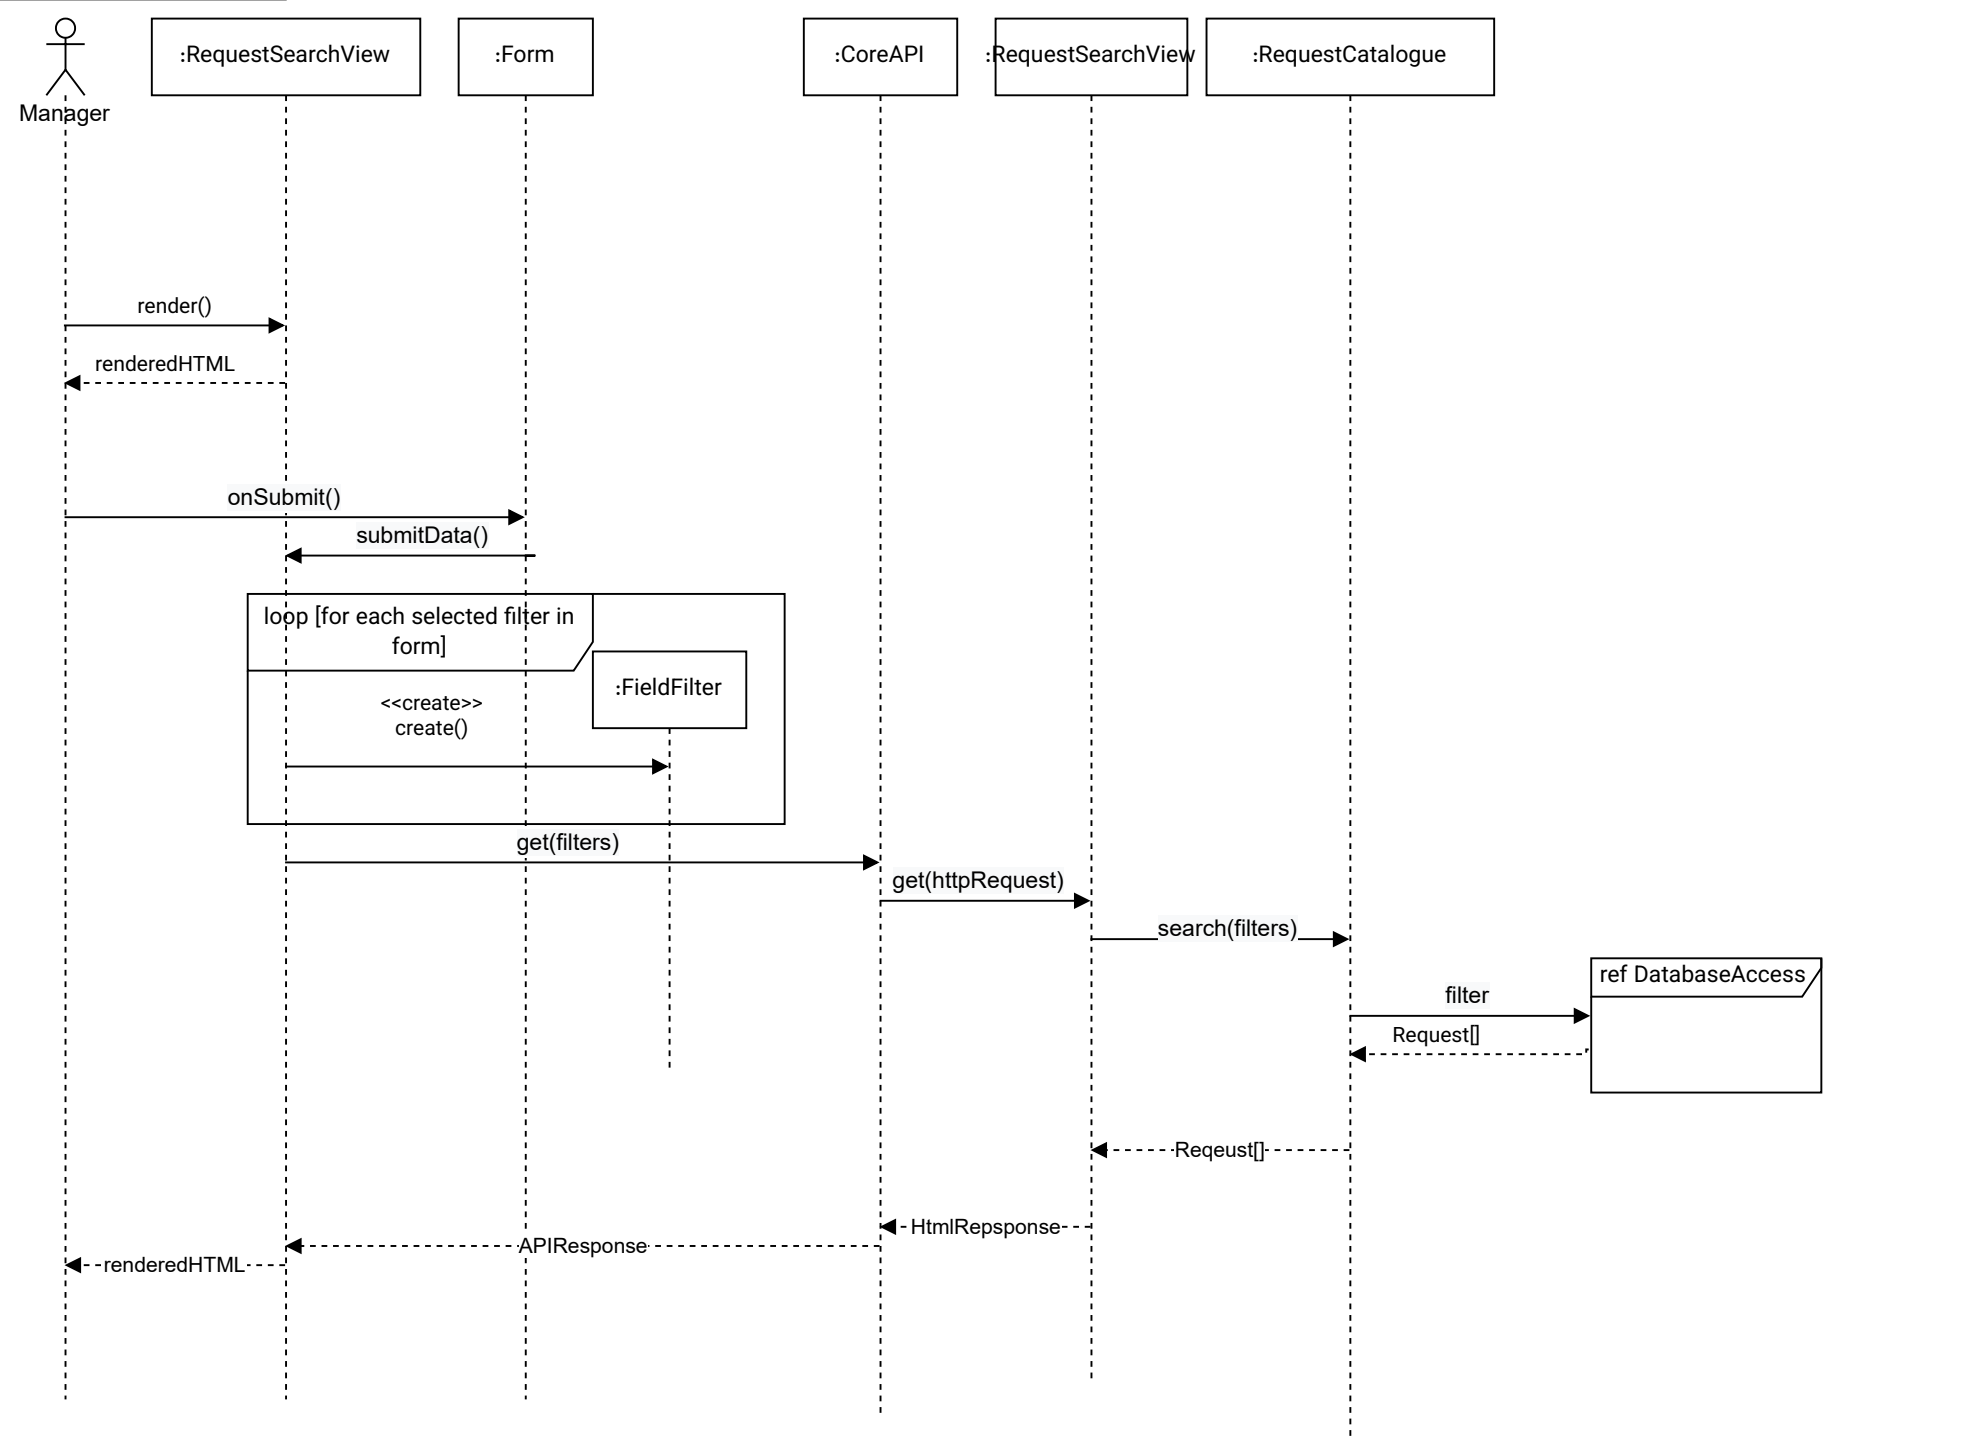 Manager
:RequestSearchView
:Form
:CoreAPI
:RequestSearchView
:RequestCatalogue
render()
renderedHTML
onSubmit()
submitData()
loop [for each selected filter in
form]
:FieldFilter
<<create>>
create()
get(filters)
get(httpRequest)
search(filters)
ref DatabaseAccess
filter
Request[]
Reqeust[]
HtmlRepsponse
APIResponse
renderedHTML